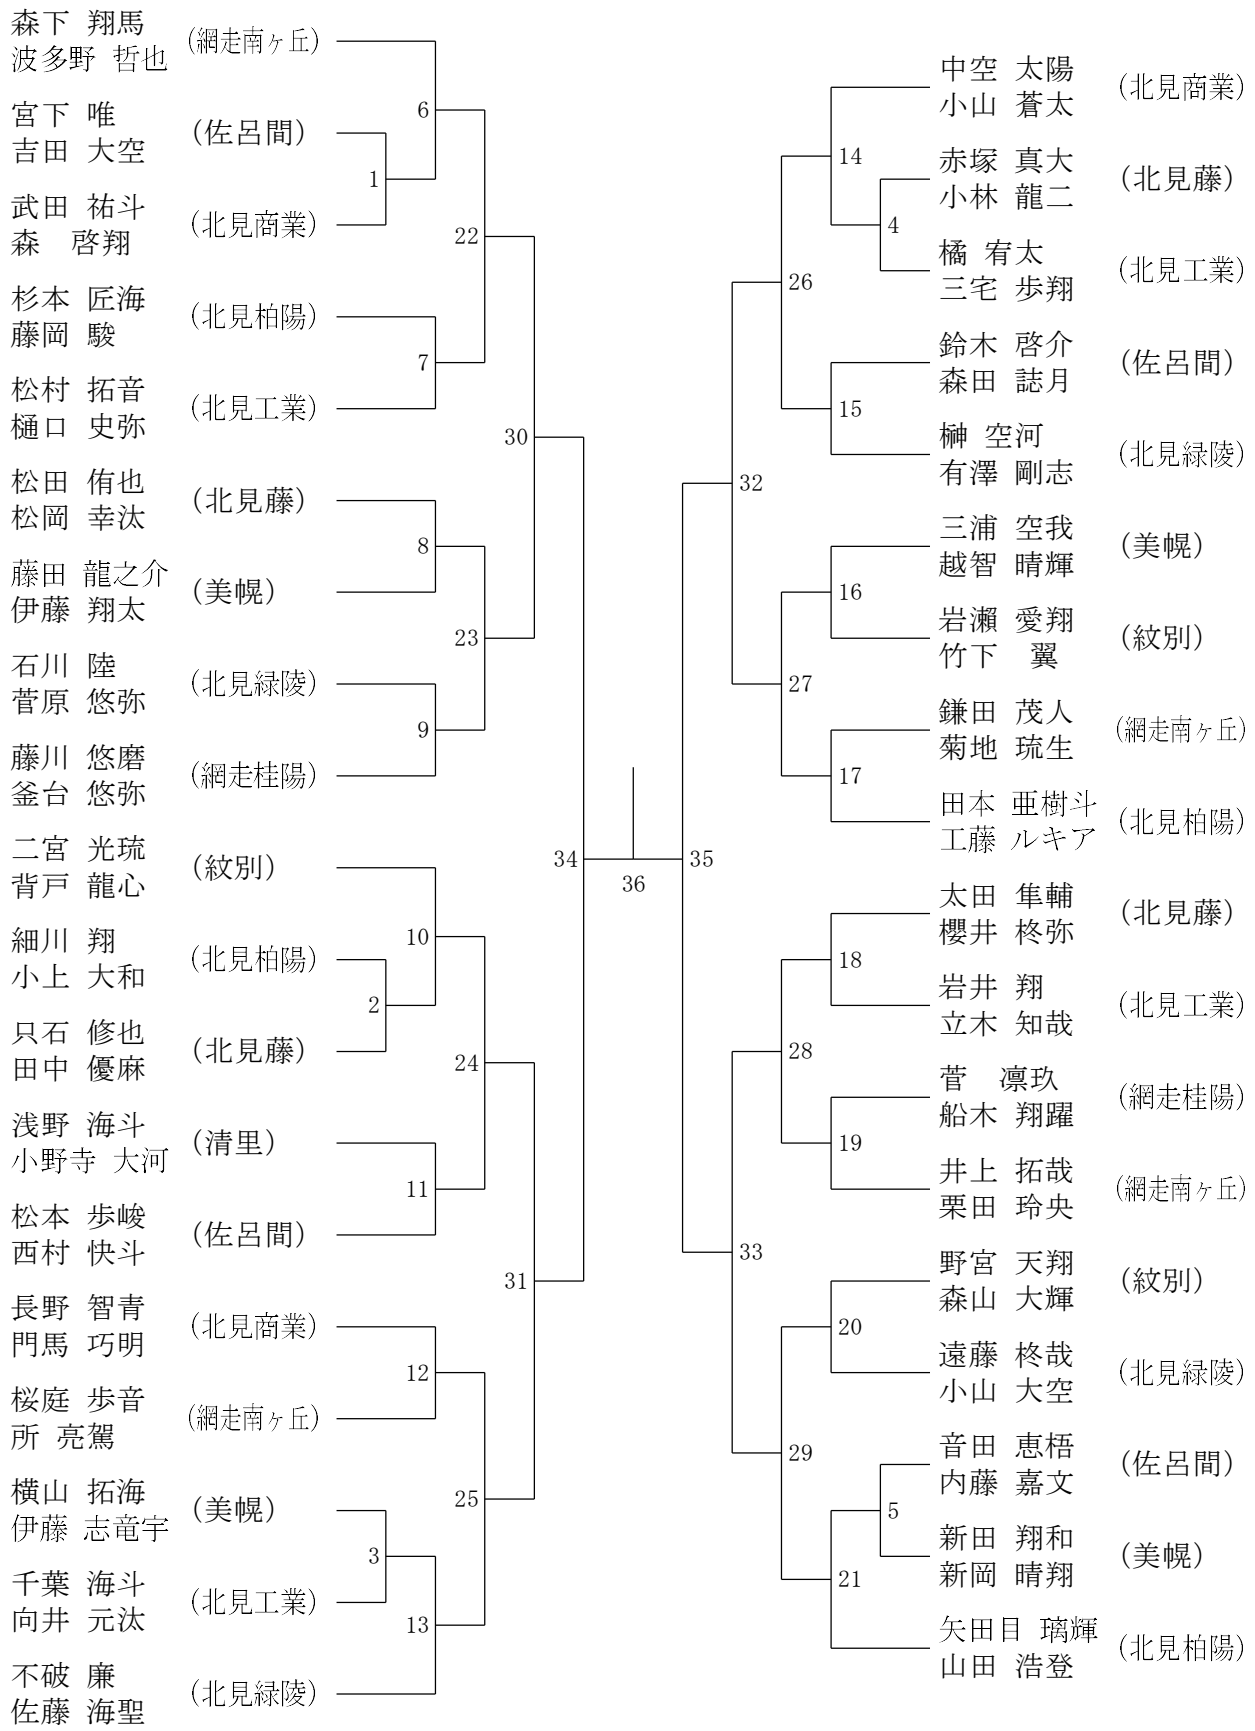 森下 翔馬
波多野 哲也
(網走南ヶ丘)
宮下 唯
吉田 大空
(佐呂間)
武田 祐斗
森 啓翔
(北見商業)
杉本 匠海
藤岡 駿
(北見柏陽)
松村 拓音
樋口 史弥
(北見工業)
松田 侑也
松岡 幸汰
(北見藤)
藤田 龍之介
伊藤 翔太
(美幌)
石川 陸
菅原 悠弥
(北見緑陵)
藤川 悠磨
釜台 悠弥
(網走桂陽)
二宮 光琉
背戸 龍心
(紋別)
細川 翔
小上 大和
(北見柏陽)
只石 修也
田中 優麻
(北見藤)
浅野 海斗
小野寺 大河
(清里)
松本 歩峻
西村 快斗
(佐呂間)
長野 智青
門馬 巧明
(北見商業)
桜庭 歩音
所 亮駕
(網走南ヶ丘)
横山 拓海
伊藤 志竜宇
(美幌)
千葉 海斗
向井 元汰
(北見工業)
不破 廉
佐藤 海聖
(北見緑陵)
1
2
3
6
7
8
9
10
11
12
13
22
23
24
25
30
31
34
36
35
32
33
26
27
28
29
14
15
16
17
18
19
20
21
4
5
中空 太陽
小山 蒼太
(北見商業)
赤塚 真大
小林 龍二
(北見藤)
橘 宥太
三宅 歩翔
(北見工業)
鈴木 啓介
森田 誌月
(佐呂間)
榊 空河
有澤 剛志
(北見緑陵)
三浦 空我
越智 晴輝
(美幌)
岩瀬 愛翔
竹下 翼
(紋別)
鎌田 茂人
菊地 琉生
(網走南ヶ丘)
田本 亜樹斗
工藤 ルキア
(北見柏陽)
太田 隼輔
櫻井 柊弥
(北見藤)
岩井 翔
立木 知哉
(北見工業)
菅 凛玖
船木 翔躍
(網走桂陽)
井上 拓哉
栗田 玲央
(網走南ヶ丘)
野宮 天翔
森山 大輝
(紋別)
遠藤 柊哉
小山 大空
(北見緑陵)
音田 恵梧
内藤 嘉文
(佐呂間)
新田 翔和
新岡 晴翔
(美幌)
矢田目 璃輝
山田 浩登
(北見柏陽)